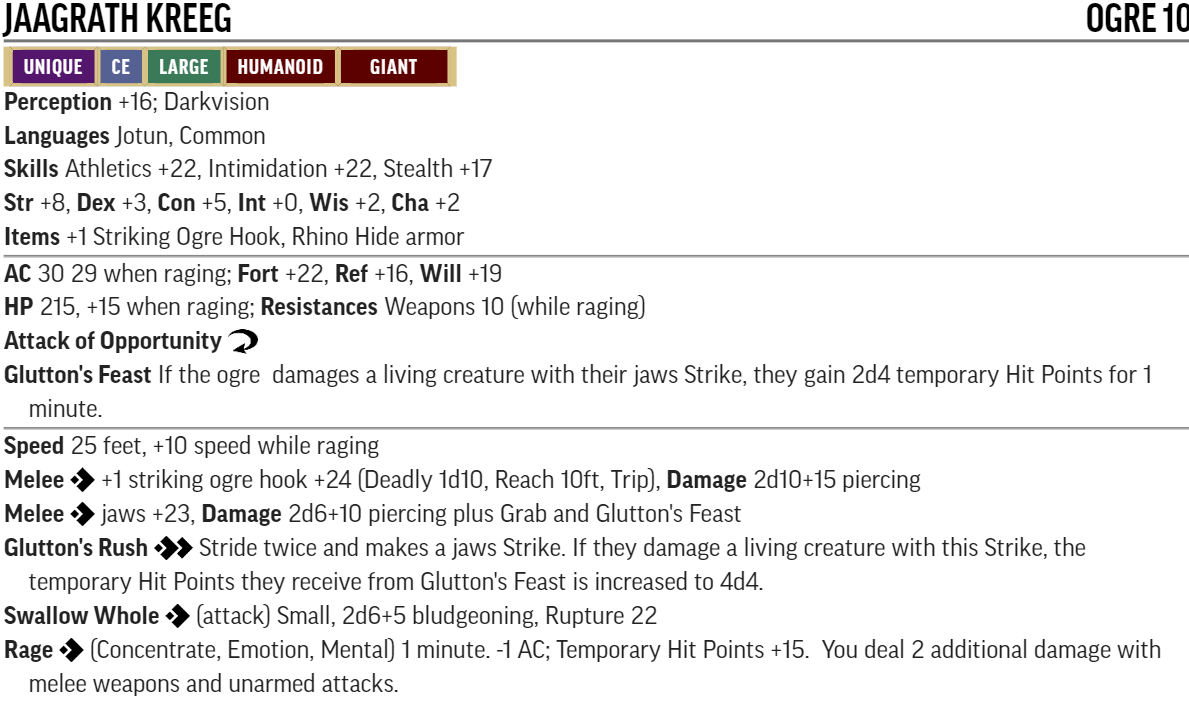 JAAGRATH KREEG OGRE 10
UNIQUE CE LARGE HUMANOID GIANT
Perception +16; Darkvision
Languages Jotun, Common
Skills Athletics +22, Intimidation +22, Stealth +17
Str +8, Dex +3, Con +5, Int +0, Wis +2, Cha +2
Items +1 Striking Ogre Hook, Rhino Hide armor
AC 30 29 when raging; Fort +22, Ref +16, Will +19
HP 215, +15 when raging; Resistances Weapons 10 (while raging)
Attack of Opportunity
Glutton's Feast If the ogre damages a living creature with their jaws Strike, they gain 2d4 temporary Hit Points for 1
minute.
Speed 25 feet, +10 speed while raging
Melee +1 striking ogre hook +24 (Deadly 1d10, Reach 10ft, Trip), Damage 2d10+15 piercing
Melee jaws +23, Damage 2d6+10 piercing plus Grab and Glutton's Feast
Glutton's Rush Stride twice and makes a jaws Strike. If they damage a living creature with this Strike, the
temporary Hit Points they receive from Glutton's Feast is increased to 4d4.
Swallow Whole (attack) Small, 2d6+5 bludgeoning, Rupture 22
Rage (Concentrate, Emotion, Mental) 1 minute. -1 AC; Temporary Hit Points +15. You deal 2 additional damage with
melee weapons and unarmed attacks.